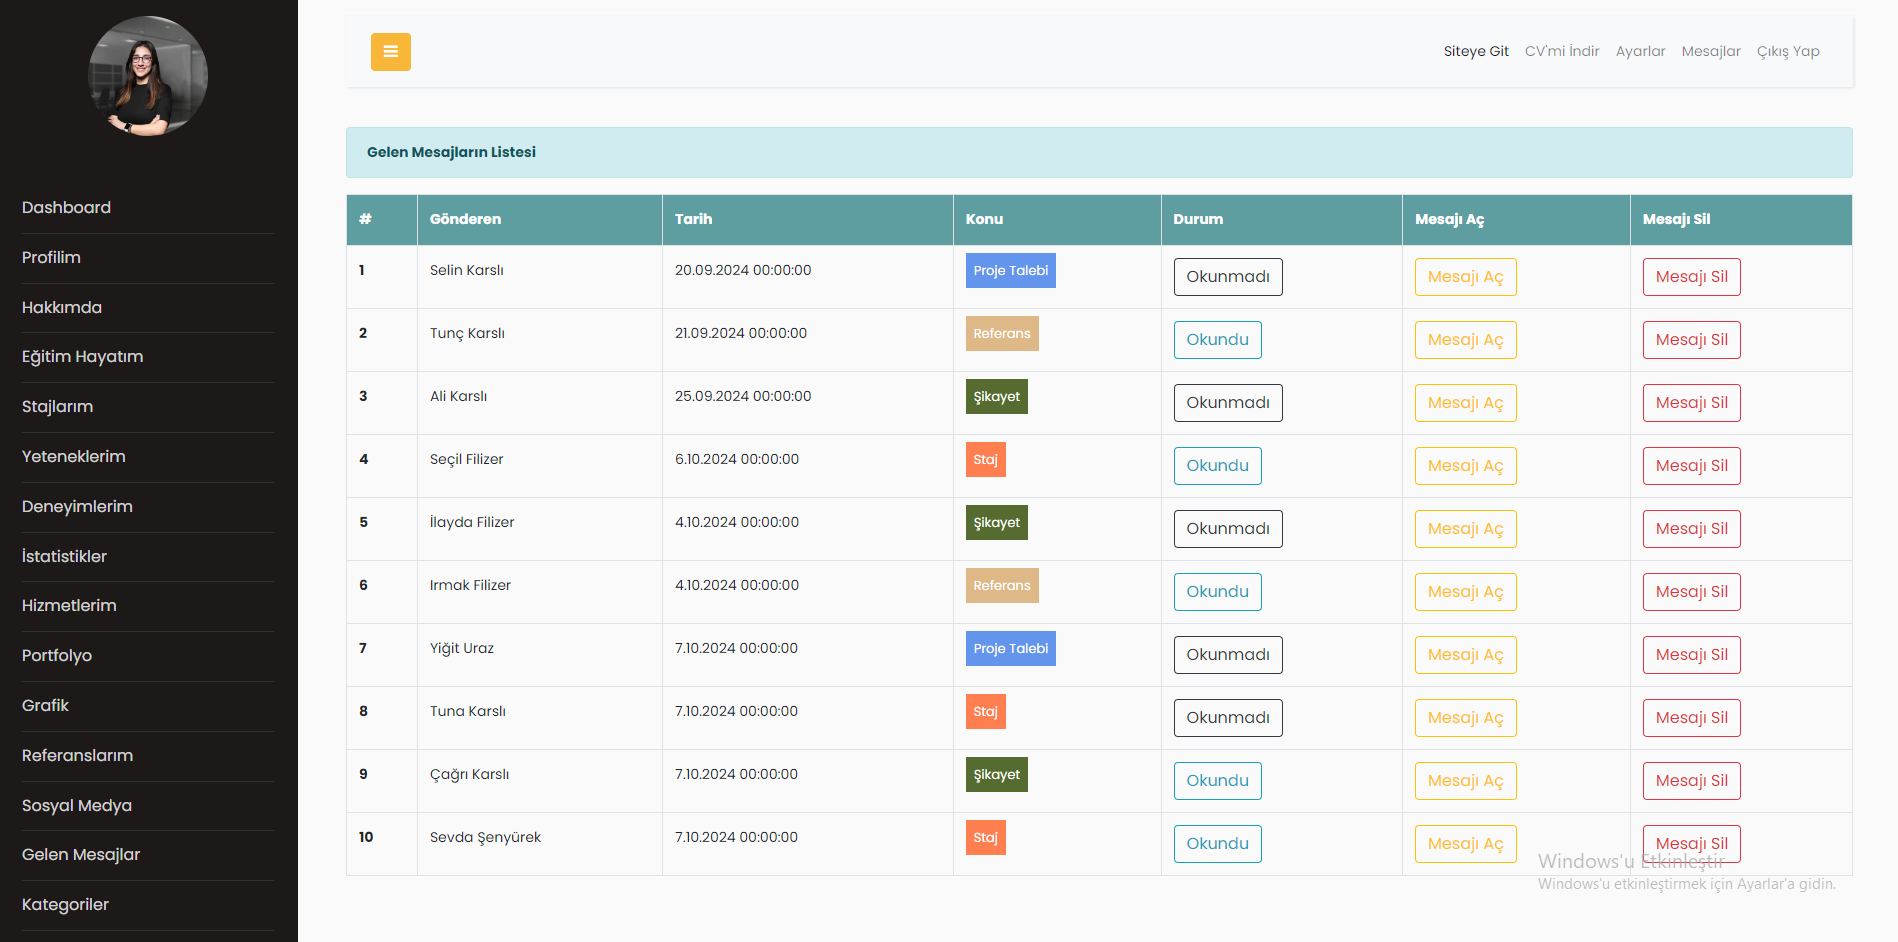 Siteye Git CV'mi İndir Ayarlar Mesajlar Çıkış Yap
Dashboard
Profilim
Hakkımda
Eğitim Hayatım
Stajlarım
Yeteneklerim
Deneyimlerim
İstatistikler
Hizmetlerim
Portfolyo
Grafik
Referanslarım
Sosyal Medya
Gelen Mesajlar
Kategoriler
Gelen Mesajların Listesi
# Gönderen Tarih Konu Durum Mesajı Aç Mesajı Sil
1 Selin Karslı 20.09.2024 00:00:00 Proje Talebi Okunmadı Mesajı Aç Mesajı Sil
2 Tunç Karslı 21.09.2024 00:00:00 Referans Okundu Mesajı Aç Mesajı Sil
3 Ali Karslı 25.09.2024 00:00:00 Şikayet Okunmadı Mesajı Aç Mesajı Sil
4 Seçil Filizer 6.10.2024 00:00:00 Staj Okundu Mesajı Aç Mesajı Sil
5 İlayda Filizer 4.10.2024 00:00:00 Şikayet Okunmadı Mesajı Aç Mesajı Sil
6 Irmak Filizer 4.10.2024 00:00:00 Referans Okundu Mesajı Aç Mesajı Sil
7 Yiğit Uraz 7.10.2024 00:00:00 Proje Talebi Okunmadı Mesajı Aç Mesajı Sil
8 Tuna Karslı 7.10.2024 00:00:00 Staj Okunmadı Mesajı Aç Mesajı Sil
9 Çağrı Karslı 7.10.2024 00:00:00 Şikayet Okundu Mesajı Aç Mesajı Sil
10 Sevda Şenyürek 7.10.2024 00:00:00 Staj Okundu Mesajı Aç Mesajı Sil
Windows'u Etkinleştir
Windows'u etkinleştirmek için Ayarlar'a gidin.